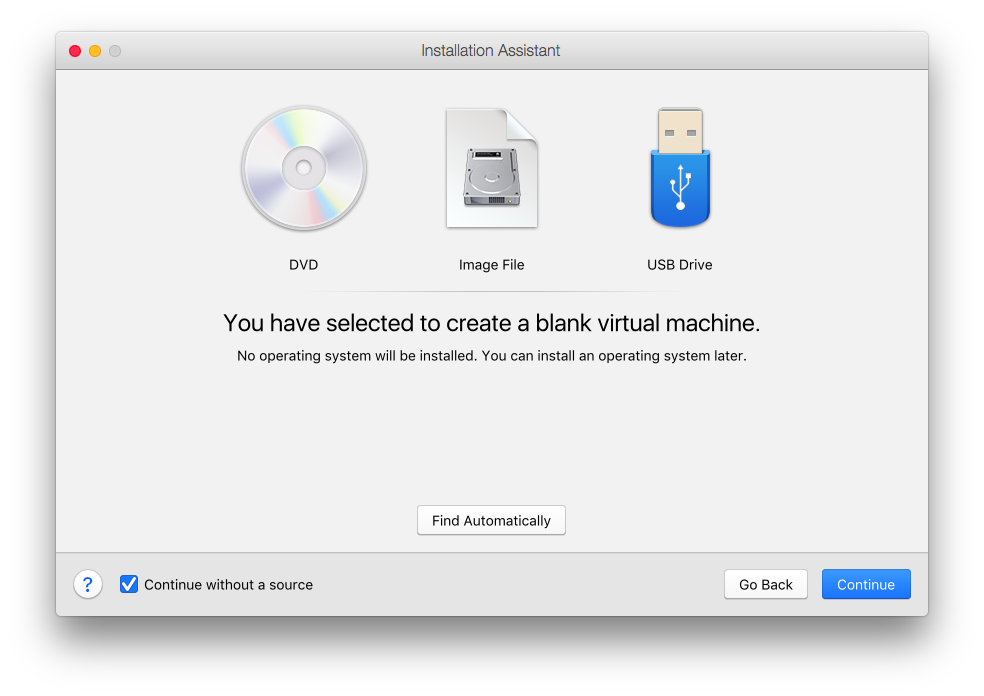 Installation Assistant
DVD
Image File
USB Drive
You have selected to create a blank virtual machine.
No operating system will be installed. You can install an operating system later.
Find Automatically
?
Continue without a source
Go Back
Continue